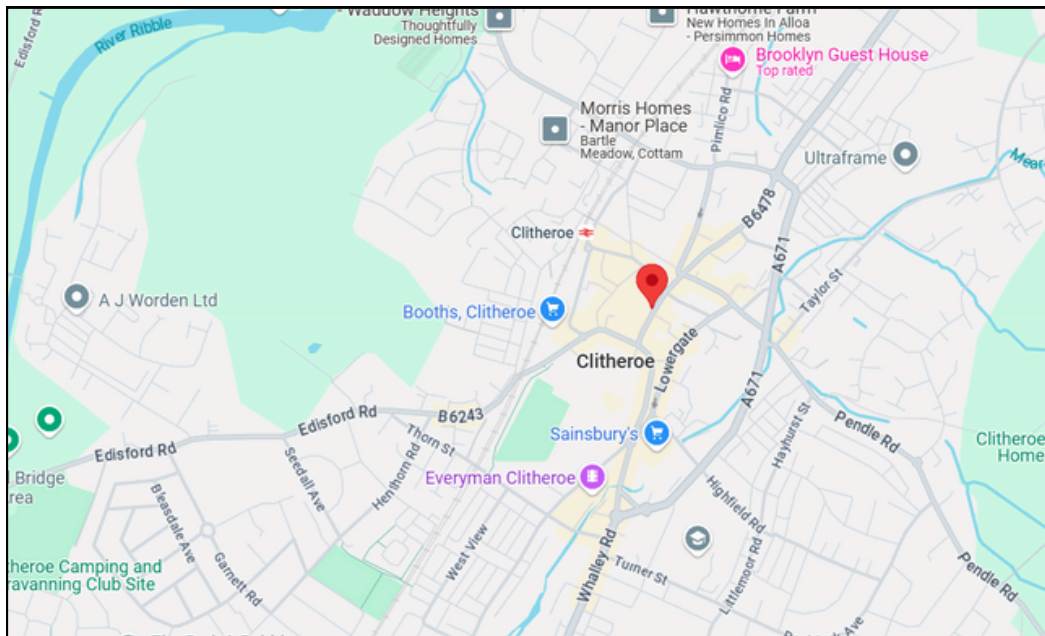 - Waddow Heights
Thoughtfully
Designed Homes
Hawthorne Farm
New Homes In Alloa
- Persimmon Homes
Edisford R
River Ribble
Brooklyn Guest House
Top rated
Morris Homes
- Manor Place
Bartle
Meadow, Cottam
Pimlico Rd
Ultraframe
Mear
B6478
Clitheroe
A671
Taylor St
A J Worden Ltd
Booths, Clitheroe
Clitheroe
Lowergate
A671
Edisford Rd
B6243
Hayhurst St
Pendle Rd
Thorn St
Sainsbury's
Clitheroe
Home
Edisford Rd
Seedall Ave
Henthorn Rd
l Bridge
rea
Everyman Clitheroe
Bleasdale Ave
Highfield Rd
West View
Whalley Rd
Garnett Rd
Turner St
Littlemoor Rd
Pendle Rd
theroe Camping and
ravanning Club Site